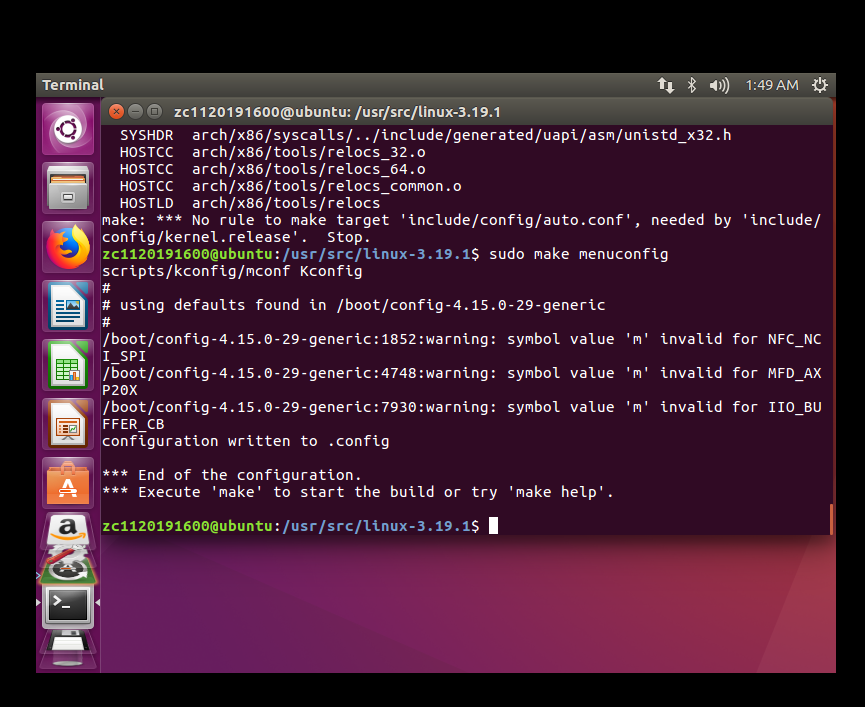 Terminal
1:49 AM
zc1120191600@ubuntu: /usr/src/linux-3.19.1
SYSHDR  arch/x86/syscalls/../include/generated/uapi/asm/unistd_x32.h
HOSTCC  arch/x86/tools/relocs_32.o
HOSTCC  arch/x86/tools/relocs_64.o
HOSTCC  arch/x86/tools/relocs_common.o
HOSTLD  arch/x86/tools/relocs
make: *** No rule to make target 'include/config/auto.conf', needed by 'include/
config/kernel.release'.  Stop.
zc1120191600@ubuntu:/usr/src/linux-3.19.1$ sudo make menuconfig
scripts/kconfig/mconf Kconfig
#
# using defaults found in /boot/config-4.15.0-29-generic
#
/boot/config-4.15.0-29-generic:1852:warning: symbol value 'm' invalid for NFC_NC
I_SPI
/boot/config-4.15.0-29-generic:4748:warning: symbol value 'm' invalid for MFD_AX
P20X
/boot/config-4.15.0-29-generic:7930:warning: symbol value 'm' invalid for IIO_BU
FFER_CB
configuration written to .config
*** End of the configuration.
*** Execute 'make' to start the build or try 'make help'.
zc1120191600@ubuntu:/usr/src/linux-3.19.1$